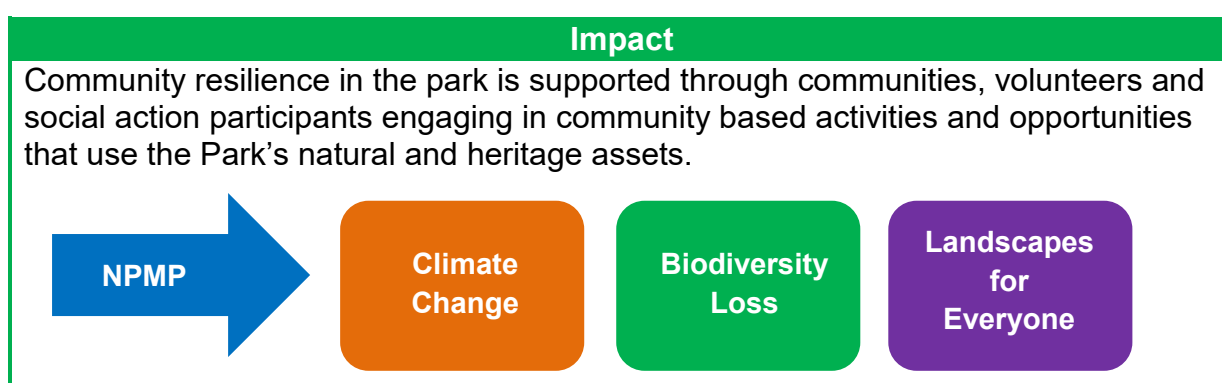 Impact
Community resilience in the park is supported through communities, volunteers and
social action participants engaging in community based activities and opportunities
that use the Park’s natural and heritage assets.
NPMP
Climate
Change
Biodiversity
Loss
Landscapes
for
Everyone